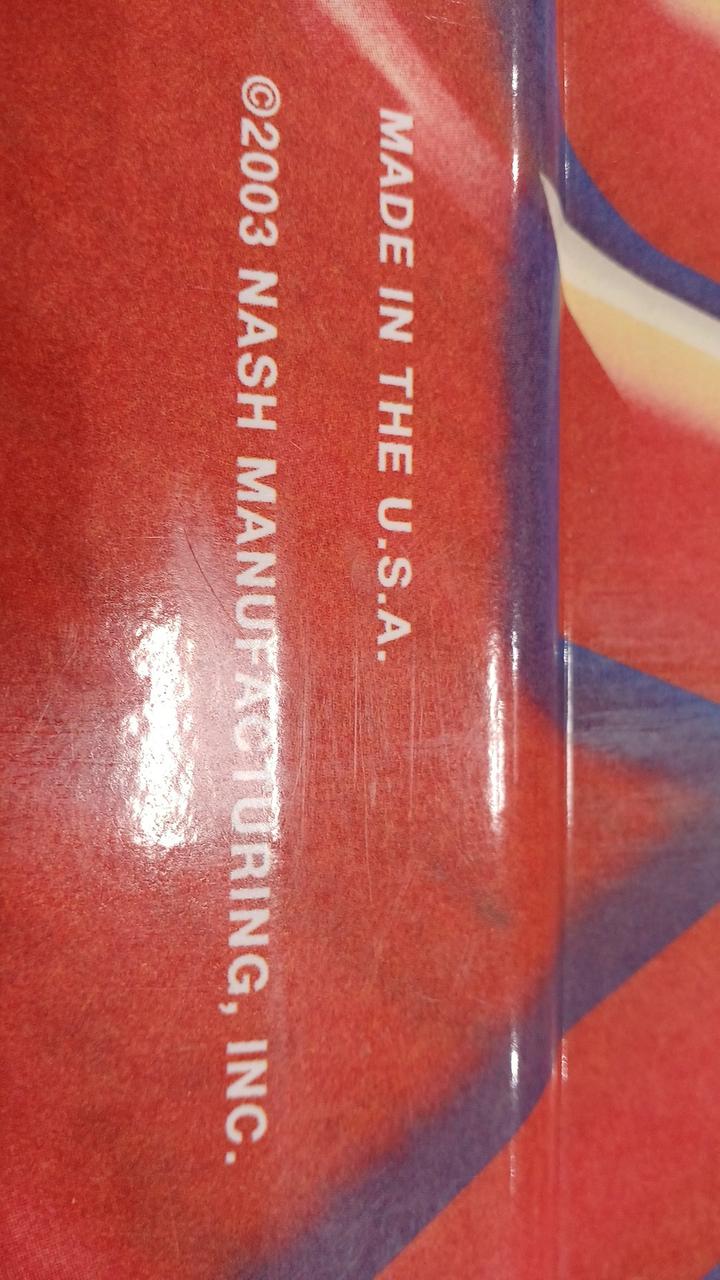 MADE IN THE U.S.A.
©2003 NASH MANUFACTURING, INC.